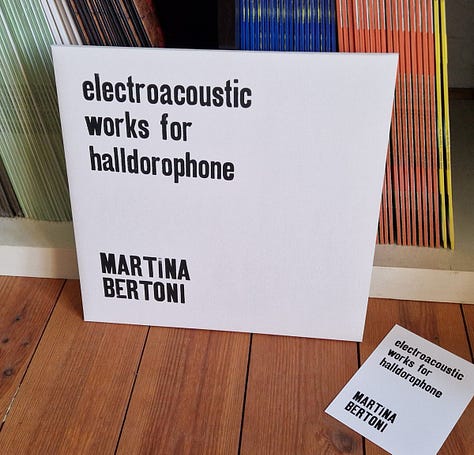 electroacoustic
works for
halldorophone
MARTiNA
BERTONI
electroacoustic
works for
halldorophone
MARTiNA
BERTONI